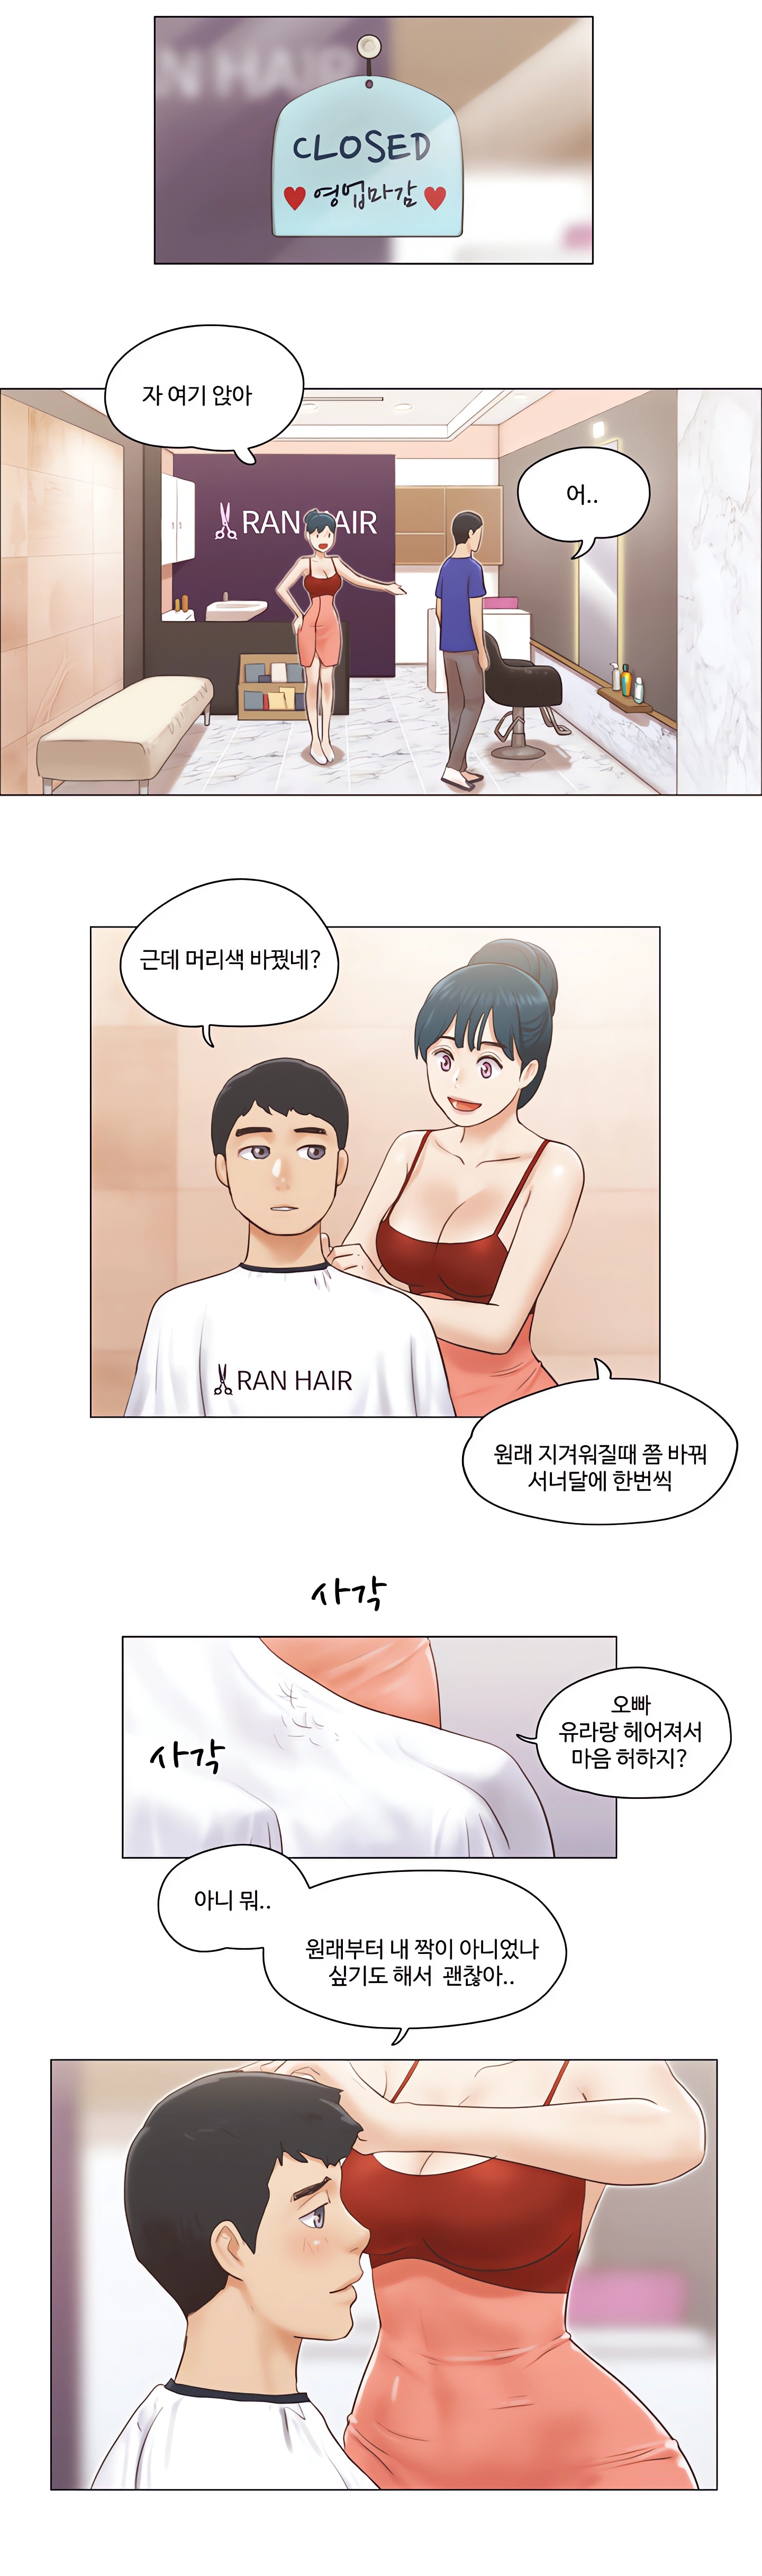 N HAIR
CLOSED
♥영업마감♥
자 여기 앉아
어..
RAN HAIR
근데 머리색 바꿨네?
RAN HAIR
원래 지겨워질때 쯤 바꿔
서너달에 한번씩
사각
사각
오빠
유라랑 헤어져서
마음 허하지?
아니 뭐..
원래부터 내 짝이 아니었나
싶기도 해서 괜찮아..